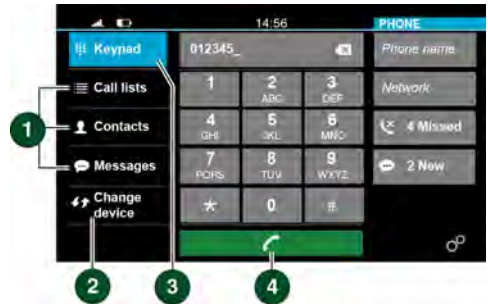 14:56
PHONE
Keypad
012345_
Phone name
Call lists
1
2
3
ABC
DEF
Network
Contacts
4
5
6
GHI
JKL
MNO
4 Missed
Messages
7
8
9
PQRS
TUV
WXYZ
2 New
Change
device
*
0
#
1
2
3
4